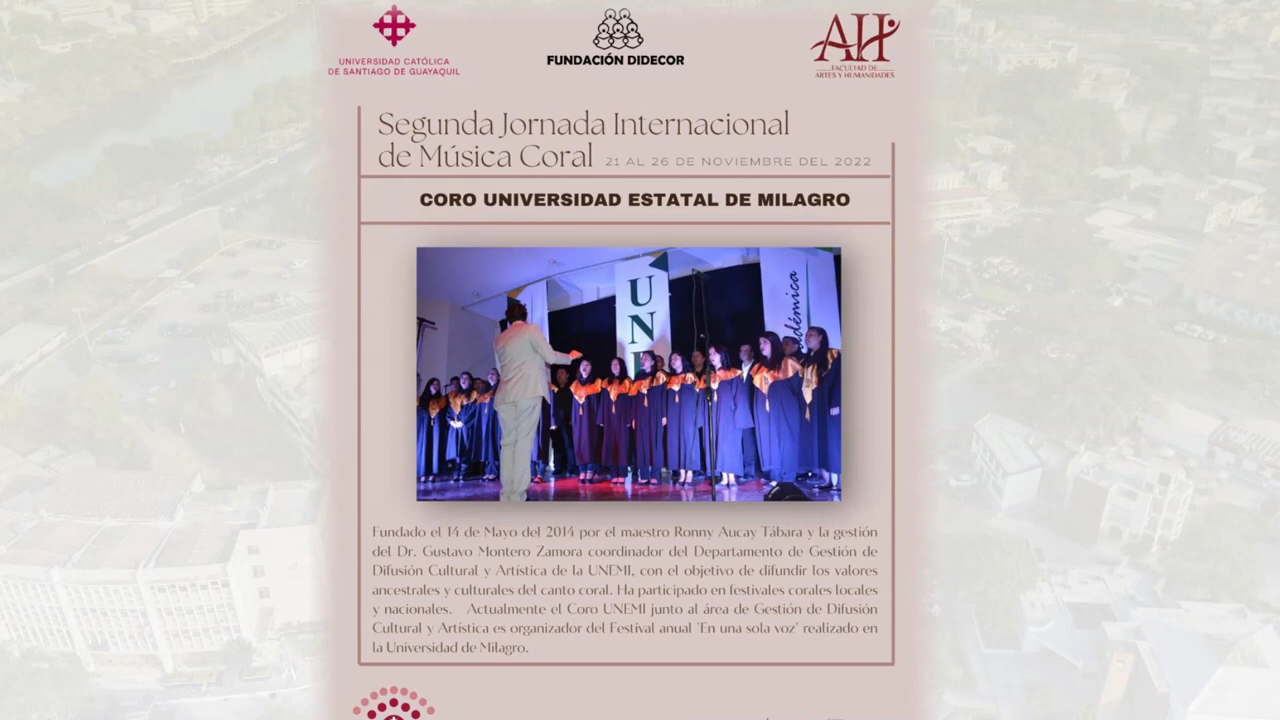 UNIVERSIDAD CATÓLICA
DE SANTIAGO DE GUAYAQUIL
FUNDACIÓN DIDECOR
AH
FACULTAD DE
ARTES Y HUMANIDADES
Segunda Jornada Internacional
de Música Coral 21 AL 26 DE NOVIEMBRE DEL 2022
CORO UNIVERSIDAD ESTATAL DE MILAGRO
UNE
adémica
Fundado el 14 de Mayo del 2014 por el maestro Ronny Aucay Tábara y la gestión
del Dr. Gustavo Montero Zamora coordinador del Departamento de Gestión de
Difusión Cultural y Artística de la UNEMI, con el objetivo de difundir los valores
ancestrales y culturales del canto coral. Ha participado en festivales corales locales
y nacionales. Actualmente el Coro UNEMI junto al área de Gestión de Difusión
Cultural y Artística es organizador del Festival anual 'En una sola voz' realizado en
la Universidad de Milagro.